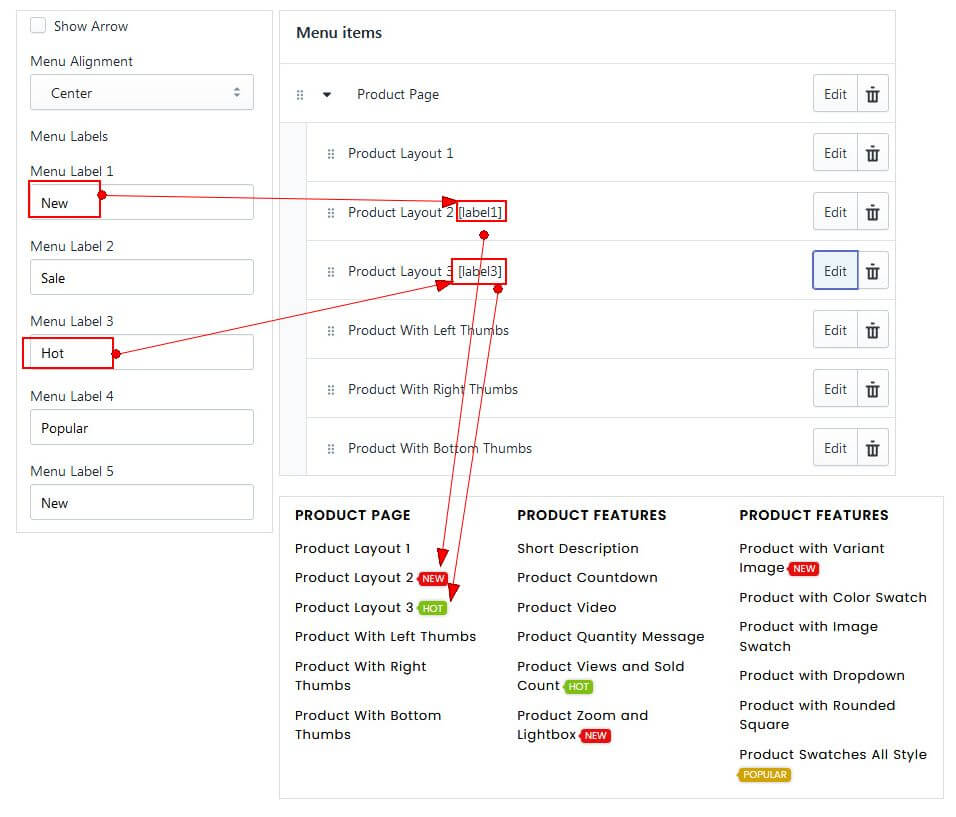 Show Arrow
Menu Alignment
Center
Menu Labels
Menu Label 1
New
Menu Label 2
Sale
Menu Label 3
Hot
Menu Label 4
Popular
Menu Label 5
New
Menu items
Product Page Edit
Product Layout 1 Edit
Product Layout 2 [label1] Edit
Product Layout 3 [label3] Edit
Product With Left Thumbs Edit
Product With Right Thumbs Edit
Product With Bottom Thumbs Edit
PRODUCT PAGE
Product Layout 1
Product Layout 2 NEW
Product Layout 3 HOT
Product With Left Thumbs
Product With Right
Thumbs
Product With Bottom
Thumbs
PRODUCT FEATURES
Short Description
Product Countdown
Product Video
Product Quantity Message
Product Views and Sold
Count HOT
Product Zoom and
Lightbox NEW
PRODUCT FEATURES
Product with Variant
Image NEW
Product with Color Swatch
Product with Image
Swatch
Product with Dropdown
Product with Rounded
Square
Product Swatches All Style
POPULAR